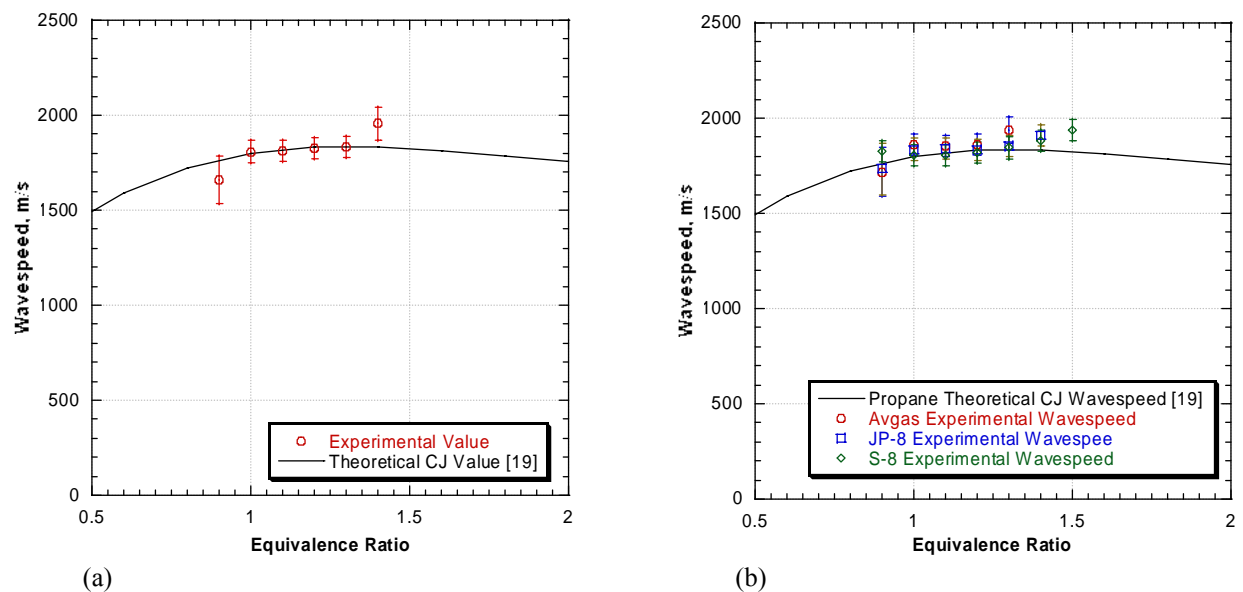 2500
2000
1500
1000
500
0
0.5
1
1.5
2
Wavespeed, m/s
Equivalence Ratio
Experimental Value
Theoretical CJ Value [19]
(a)
2500
2000
1500
1000
500
0
0.5
1
1.5
2
Wavespeed, m/s
Equivalence Ratio
Propane Theoretical CJ Wavespeed [19]
Avgas Experimental Wavespeed
JP-8 Experimental Wavespee
S-8 Experimental Wavespeed
(b)